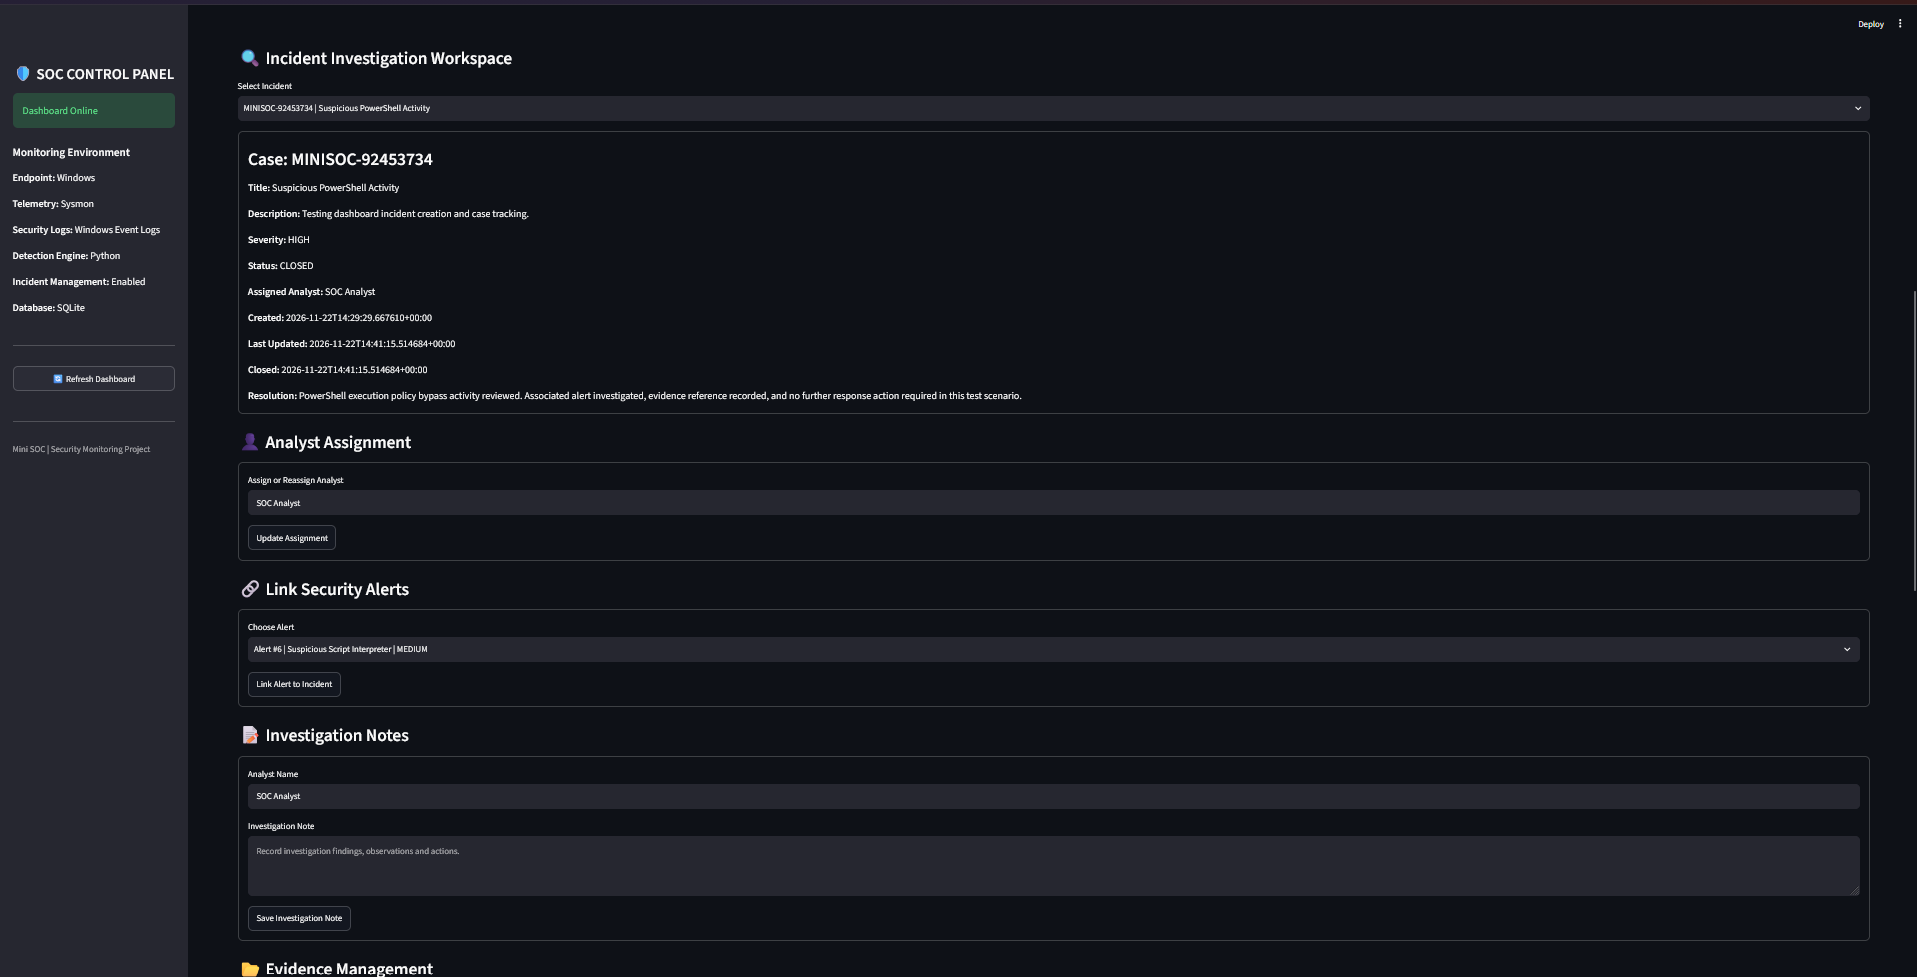 Deploy
SOC CONTROL PANEL
Dashboard Online
Monitoring Environment
Endpoint: Windows
Telemetry: Sysmon
Security Logs: Windows Event Logs
Detection Engine: Python
Incident Management: Enabled
Database: SQLite
Refresh Dashboard
Mini SOC | Security Monitoring Project
Incident Investigation Workspace
Select Incident
MINISOC-92453734 | Suspicious PowerShell Activity
Case: MINISOC-92453734
Title: Suspicious PowerShell Activity
Description: Testing dashboard incident creation and case tracking.
Severity: HIGH
Status: CLOSED
Assigned Analyst: SOC Analyst
Created: 2026-11-22T14:29:29.667610+00:00
Last Updated: 2026-11-22T14:41:15.514684+00:00
Closed: 2026-11-22T14:41:15.514684+00:00
Resolution: PowerShell execution policy bypass activity reviewed. Associated alert investigated, evidence reference recorded, and no further response action required in this test scenario.
Analyst Assignment
Assign or Reassign Analyst
SOC Analyst
Update Assignment
Link Security Alerts
Choose Alert
Alert #6 | Suspicious Script Interpreter | MEDIUM
Link Alert to Incident
Investigation Notes
Analyst Name
SOC Analyst
Investigation Note
Record investigation findings, observations and actions.
Save Investigation Note
Evidence Management